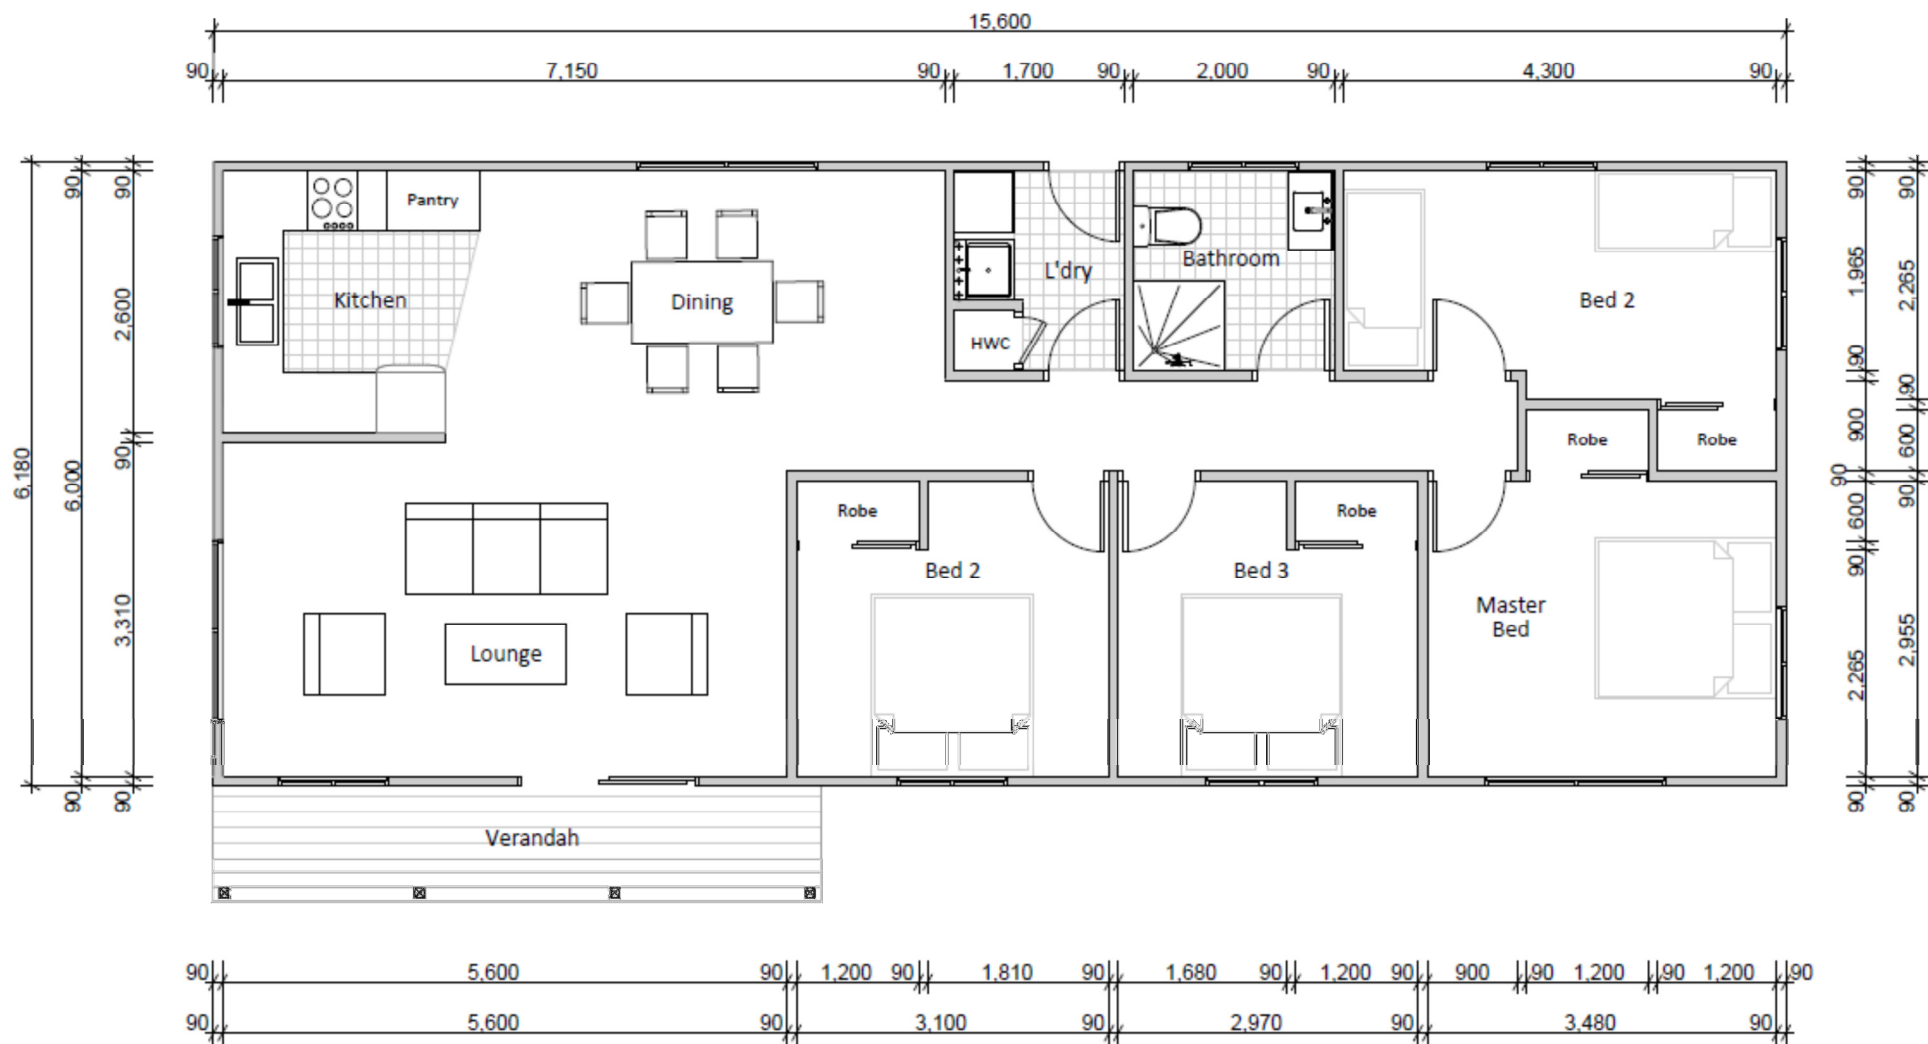 15,600
90 7,150 90 1,700 90 2,000 90 4,300 90
6,180
90 6,000 90
90 2,600 90 3,310 90
Pantry
Kitchen
Dining
L'dry
HWC
Bathroom
Bed 2
Robe Robe
Robe Robe
Bed 2 Bed 3
Master
Bed
Lounge
Verandah
90 1,965 90 900 90 600 90 2,265 90
90 2,265 90 600 90 2,955 90
90 5,600 90 1,200 90 1,810 90 1,680 90 1,200 90 900 90 1,200 90 1,200 90
90 5,600 90 3,100 90 2,970 90 3,480 90